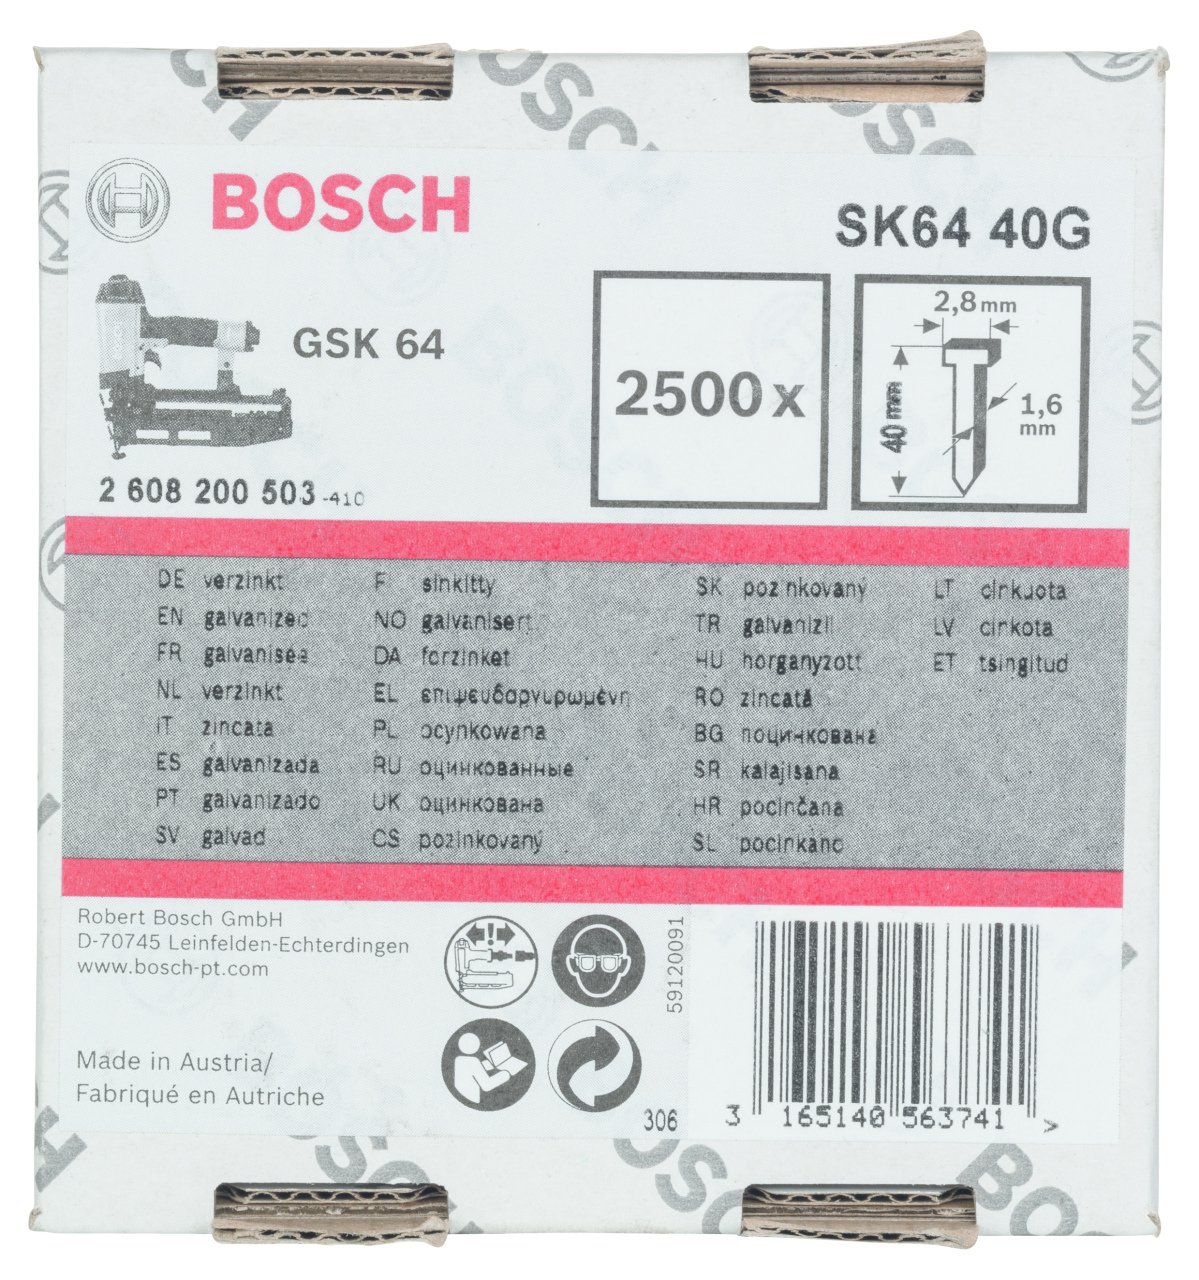 BOSCH
SK64 40G
GSK 64
2500 x
2,8 mm
40 mm
1,6
mm
2 608 200 503 -410
DE verzinkt
EN galvanized
FR galvanisée
NL verzinkt
IT zincata
ES galvanizada
PT galvanizado
SV galvad
F sinkitty
NO galvanisert
DA forzinket
EL επιψευδαργυρωμένη
PL ocynkowana
RU оцинкованные
UK оцинкована
CS pozinkovaný
SK pozinkovaný
TR galvanizli
HU horganyzott
RO zincată
BG поцинкована
SR kalajisana
HR pocinčana
SL pocinkano
LT cinkuota
LV cinkota
ET tsingitud
Robert Bosch GmbH
D-70745 Leinfelden-Echterdingen
www.bosch-pt.com
Made in Austria/
Fabriqué en Autriche
59120091
306
3 165140 563741 >